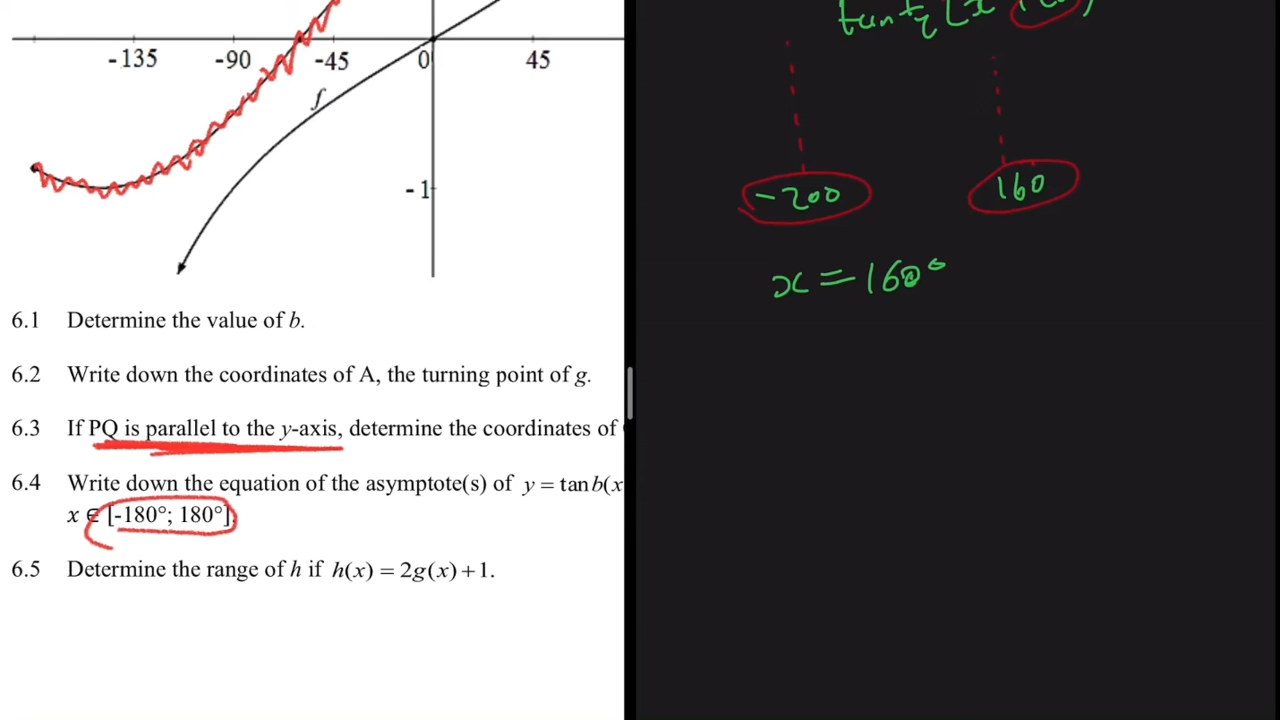 tan ½ (x
-135 -90 -45 0 45
f
- 1
-200 160
x = 160°
6.1 Determine the value of b.
6.2 Write down the coordinates of A, the turning point of g.
6.3 If PQ is parallel to the y-axis, determine the coordinates of
6.4 Write down the equation of the asymptote(s) of y = tan b(x
x ∈ [-180°; 180°].
6.5 Determine the range of h if h(x) = 2g(x) + 1.